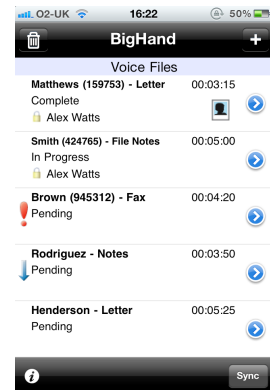 O2-UK 16:22 50%
BigHand +
Voice Files
Matthews (159753) - Letter 00:03:15
Complete
Alex Watts
Smith (424765) - File Notes 00:05:00
In Progress
Alex Watts
Brown (945312) - Fax 00:04:20
Pending
Rodriguez - Notes 00:03:50
Pending
Henderson - Letter 00:05:25
Pending
i Sync